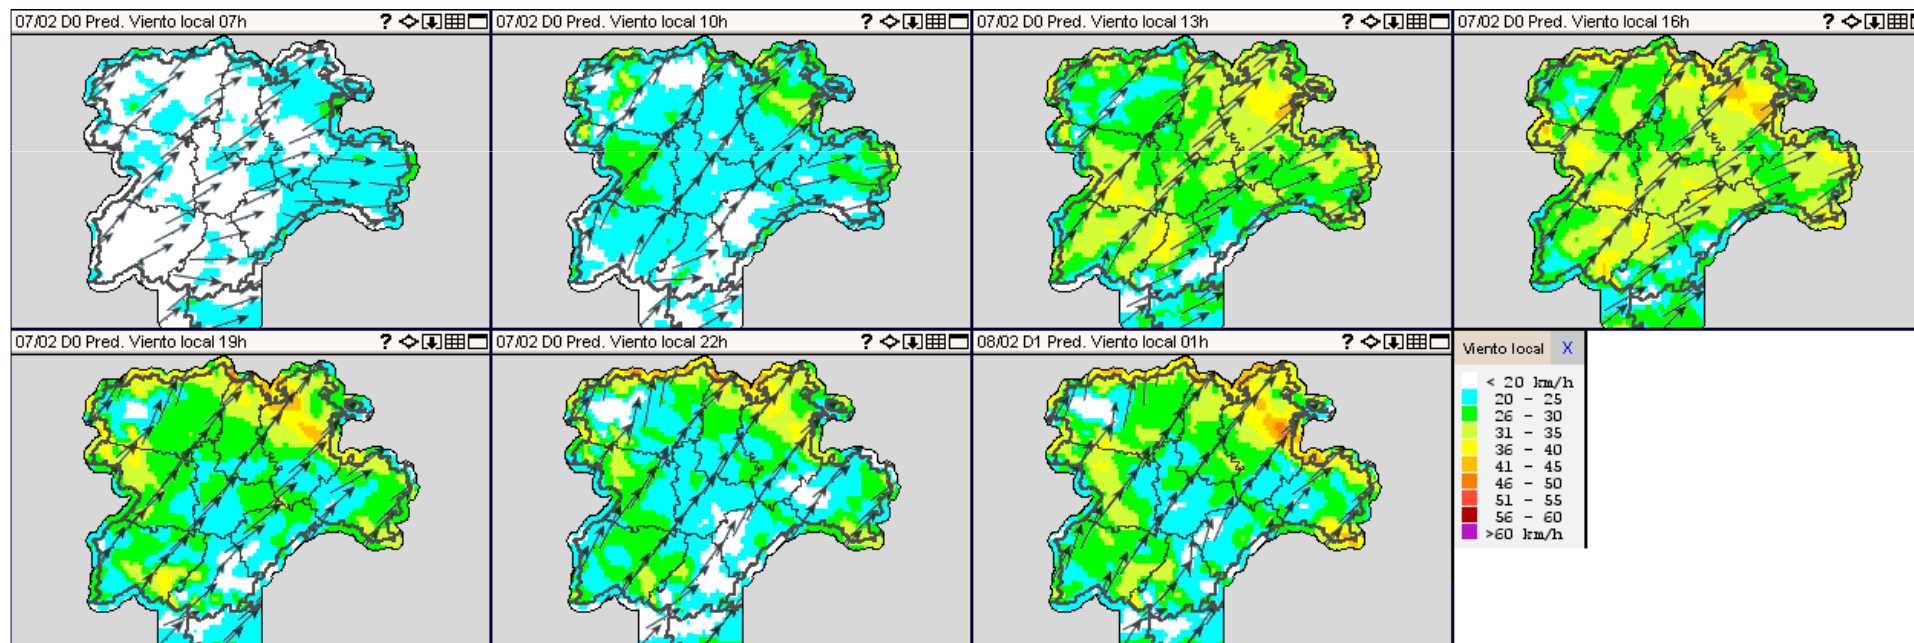 07/02 D0 Pred. Viento local 07h ?
07/02 D0 Pred. Viento local 10h ?
07/02 D0 Pred. Viento local 13h ?
07/02 D0 Pred. Viento local 16h ?
07/02 D0 Pred. Viento local 19h ?
07/02 D0 Pred. Viento local 22h ?
08/02 D1 Pred. Viento local 01h ?
Viento local X
< 20 km/h
20 - 25
26 - 30
31 - 35
36 - 40
41 - 45
46 - 50
51 - 55
56 - 60
>60 km/h